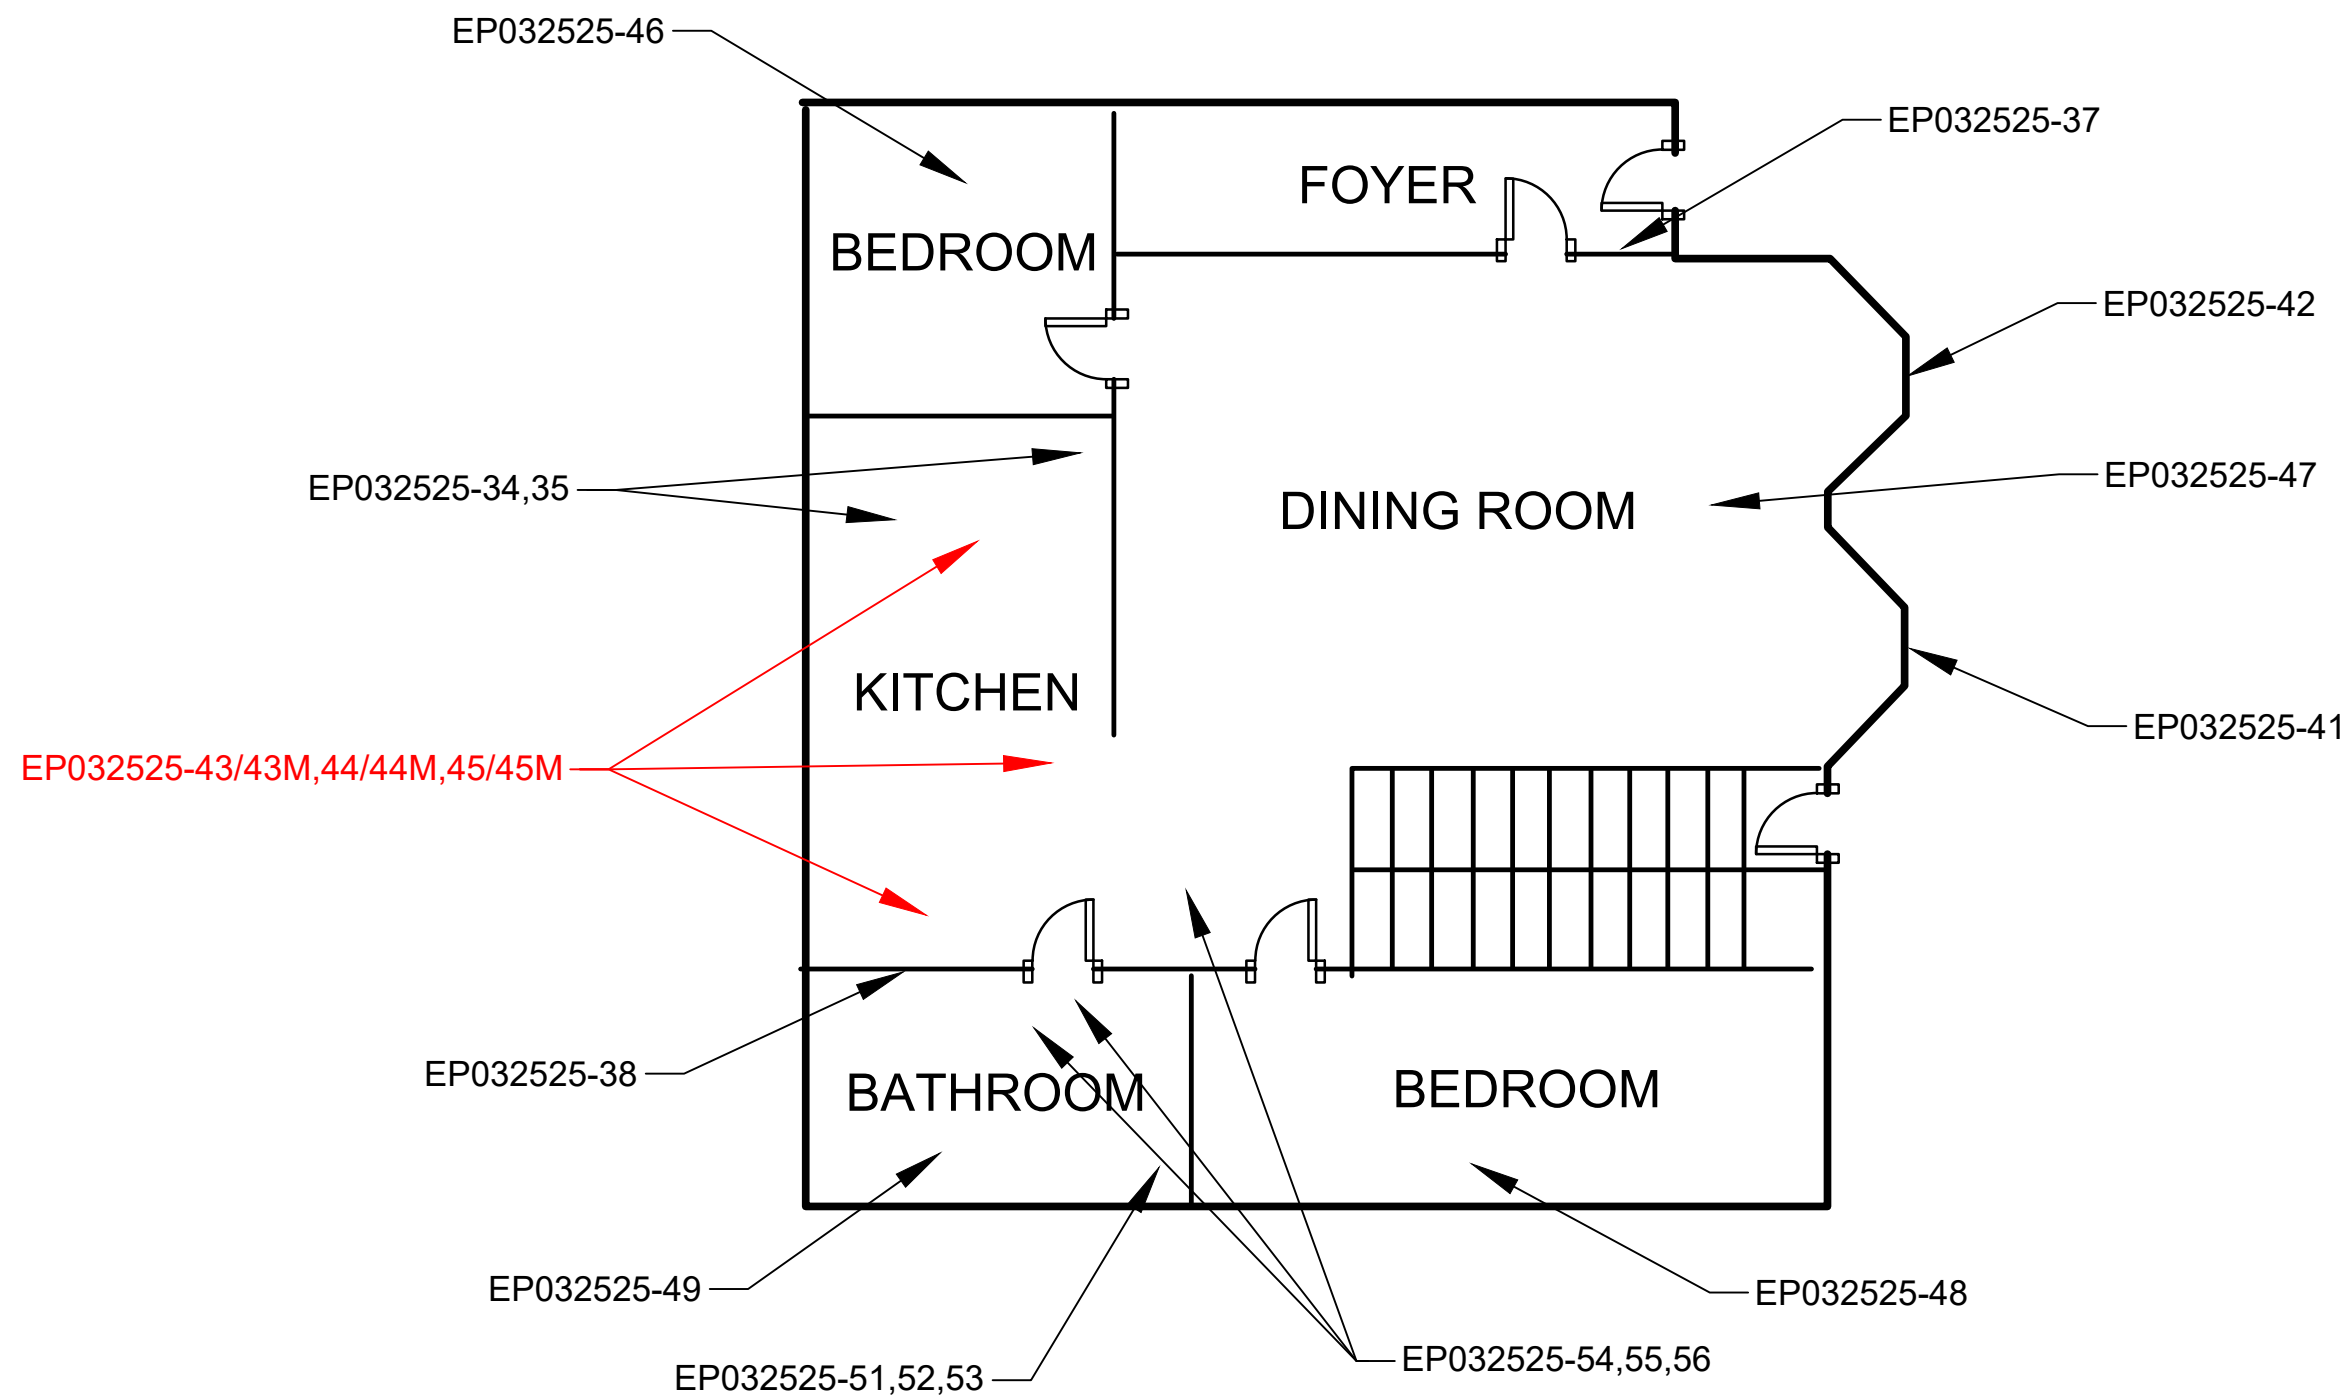 EP032525-46
EP032525-37
FOYER
BEDROOM
EP032525-42
EP032525-34,35
EP032525-47
DINING ROOM
KITCHEN
EP032525-41
EP032525-43/43M,44/44M,45/45M
EP032525-38
BATHROOM
BEDROOM
EP032525-49
EP032525-48
EP032525-54,55,56
EP032525-51,52,53